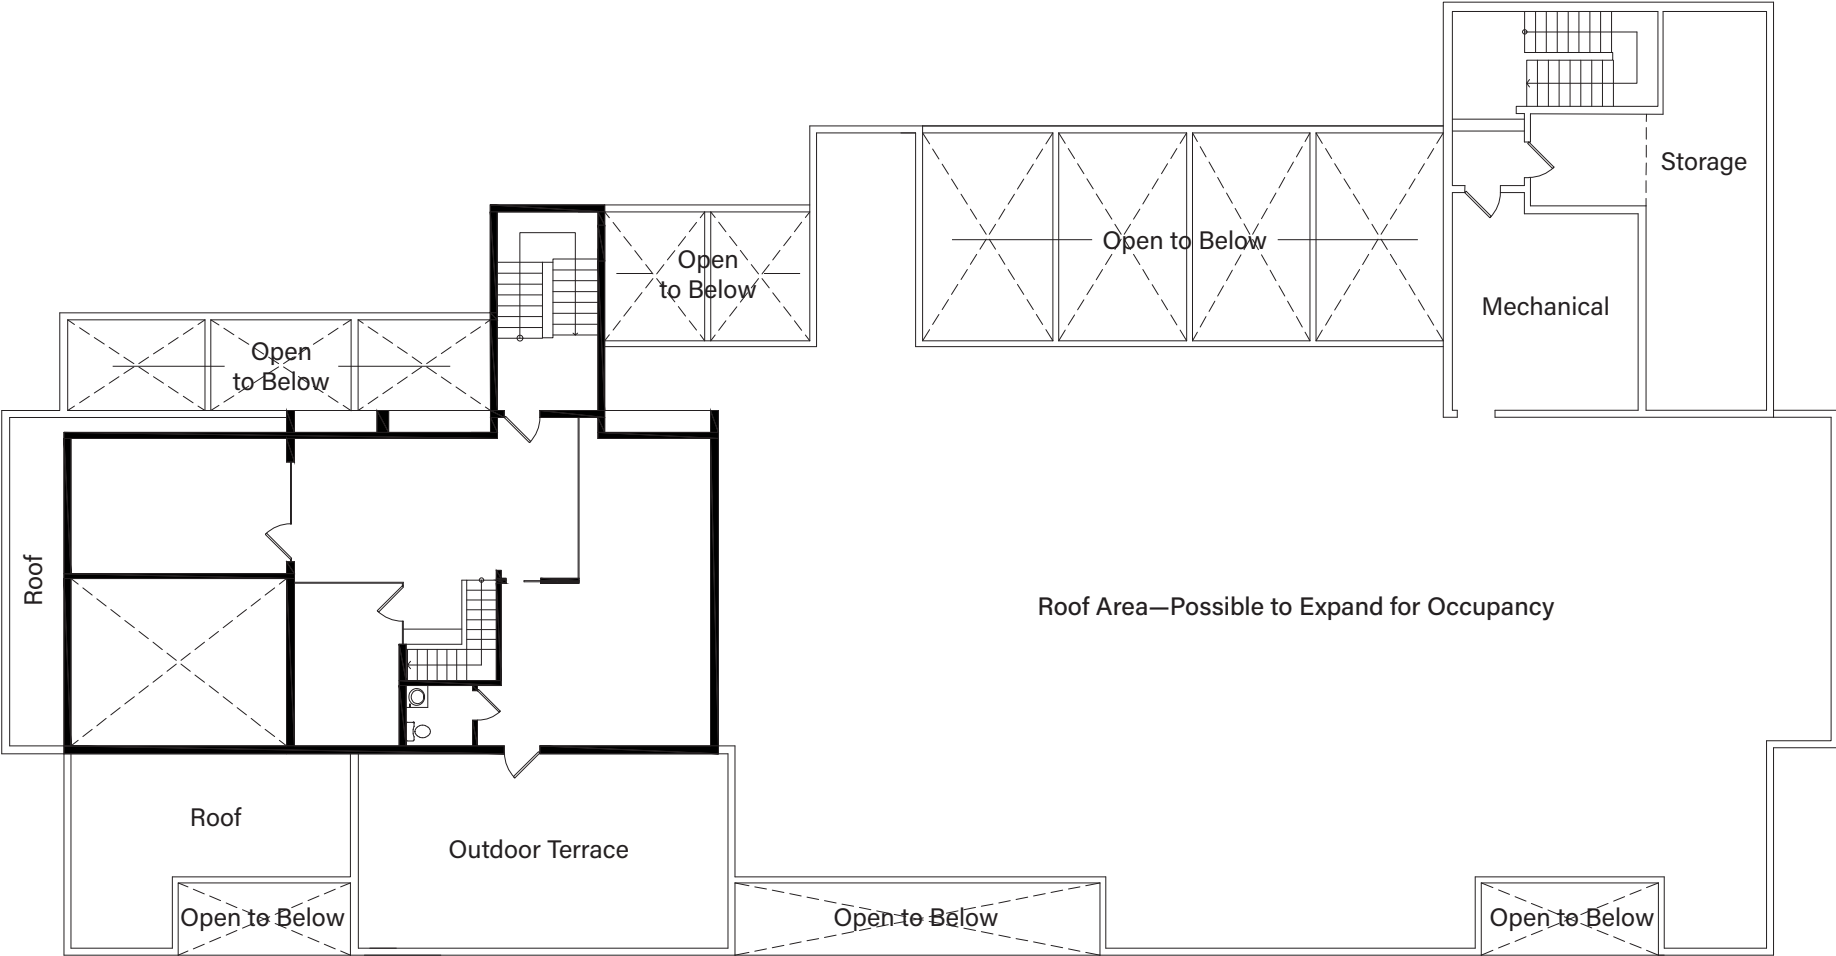 Storage
Open to Below
Open
to Below
Mechanical
Open
to Below
Roof
Roof Area—Possible to Expand for Occupancy
Roof
Outdoor Terrace
Open to Below
Open to Below
Open to Below